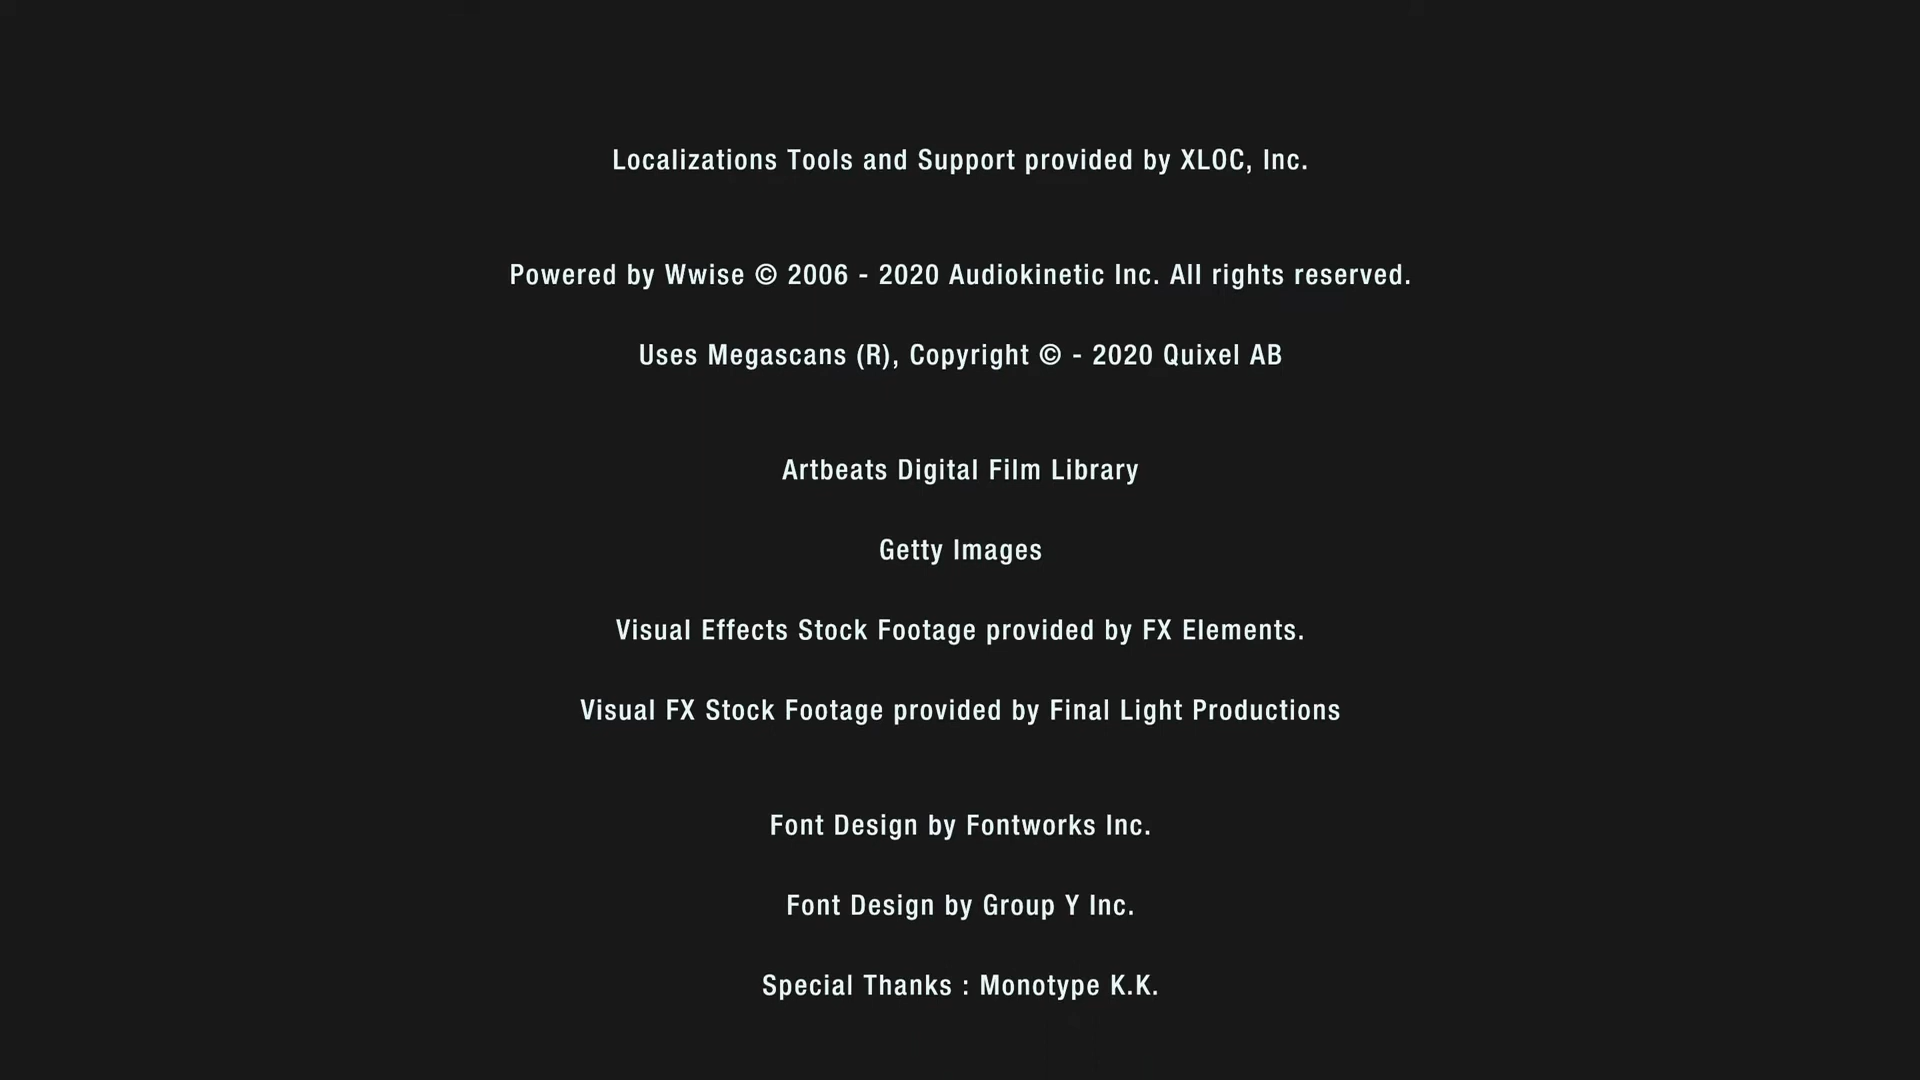 Localizations Tools and Support provided by XLOC, Inc.
Powered by Wwise © 2006 - 2020 Audiokinetic Inc. All rights reserved.
Uses Megascans (R), Copyright © - 2020 Quixel AB
Artbeats Digital Film Library
Getty Images
Visual Effects Stock Footage provided by FX Elements.
Visual FX Stock Footage provided by Final Light Productions
Font Design by Fontworks Inc.
Font Design by Group Y Inc.
Special Thanks : Monotype K.K.